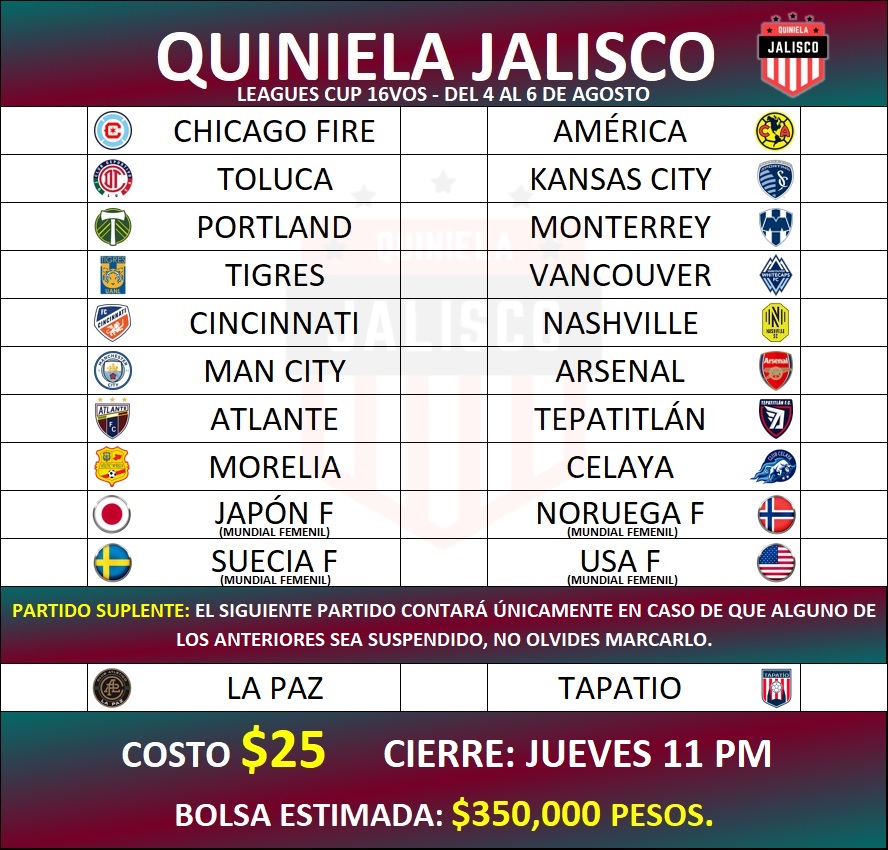 QUINIELA JALISCO
QUINIELA
JALISCO
LEAGUES CUP 16VOS - DEL 4 AL 6 DE AGOSTO
CHICAGO FIRE AMÉRICA
TOLUCA KANSAS CITY
PORTLAND MONTERREY
TIGRES VANCOUVER
CINCINNATI NASHVILLE
MAN CITY ARSENAL
ATLANTE TEPATITLÁN
MORELIA CELAYA
JAPÓN F NORUEGA F
(MUNDIAL FEMENIL) (MUNDIAL FEMENIL)
SUECIA F USA F
(MUNDIAL FEMENIL) (MUNDIAL FEMENIL)
QUINIELA
JALISCO
PARTIDO SUPLENTE: EL SIGUIENTE PARTIDO CONTARÁ ÚNICAMENTE EN CASO DE QUE ALGUNO DE
LOS ANTERIORES SEA SUSPENDIDO, NO OLVIDES MARCARLO.
LA PAZ TAPATIO
COSTO $25 CIERRE: JUEVES 11 PM
BOLSA ESTIMADA: $350,000 PESOS.